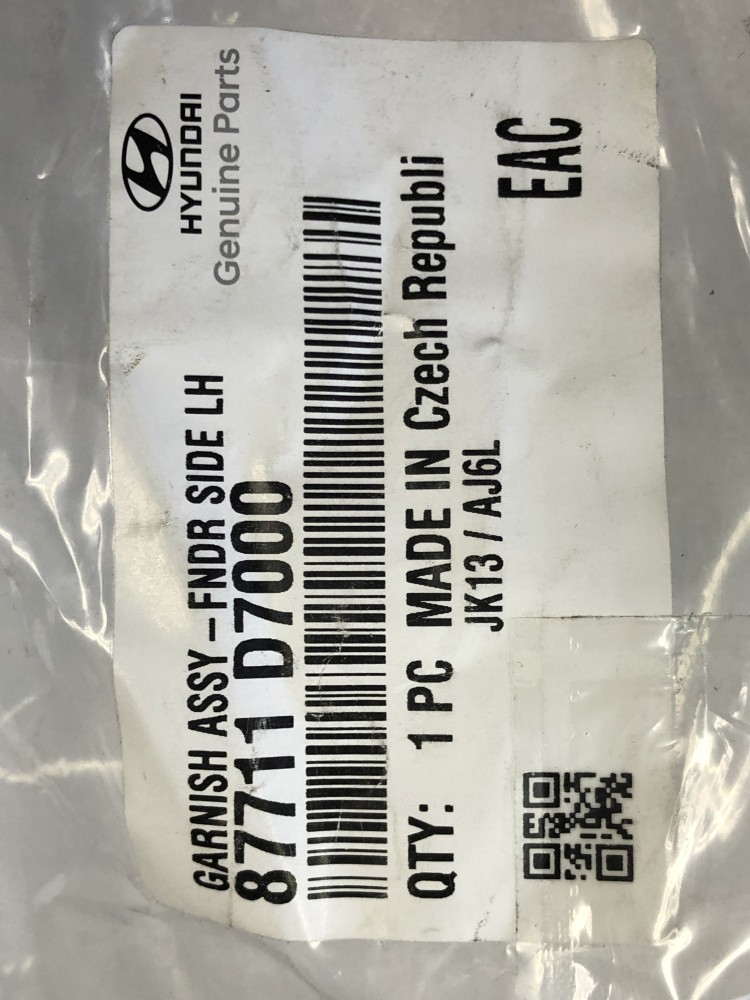 HYUNDAI
Genuine Parts
GARNISH ASSY-FNDR SIDE LH
87711 D7000
QTY: 1 PC MADE IN Czech Republi
JK13 / AJ6L
EAC